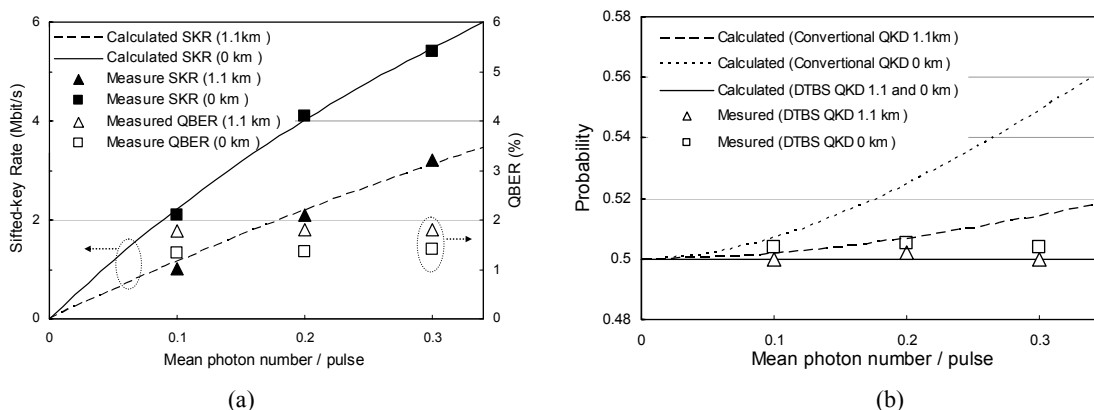 Calculated SKR (1.1km )
Calculated SKR (0 km )
Measure SKR (1.1 km )
Measure SKR (0 km )
Measured QBER (1.1 km )
Measure QBER (0 km )
Sifted-key Rate (Mbit/s)
6
4
2
0
QBER (%)
6
5
4
3
2
1
0
0
0.1
0.2
0.3
Mean photon number / pulse
(a)
Calculated (Convertional QKD 1.1km )
Calculated (Convertional QKD 0 km )
Calculated (DTBS QKD 1.1 and 0 km )
Mesured (DTBS QKD 1.1 km )
Mesured (DTBS QKD 0 km )
Probability
0.58
0.56
0.54
0.52
0.5
0.48
0
0.1
0.2
0.3
Mean photon number / pulse
(b)